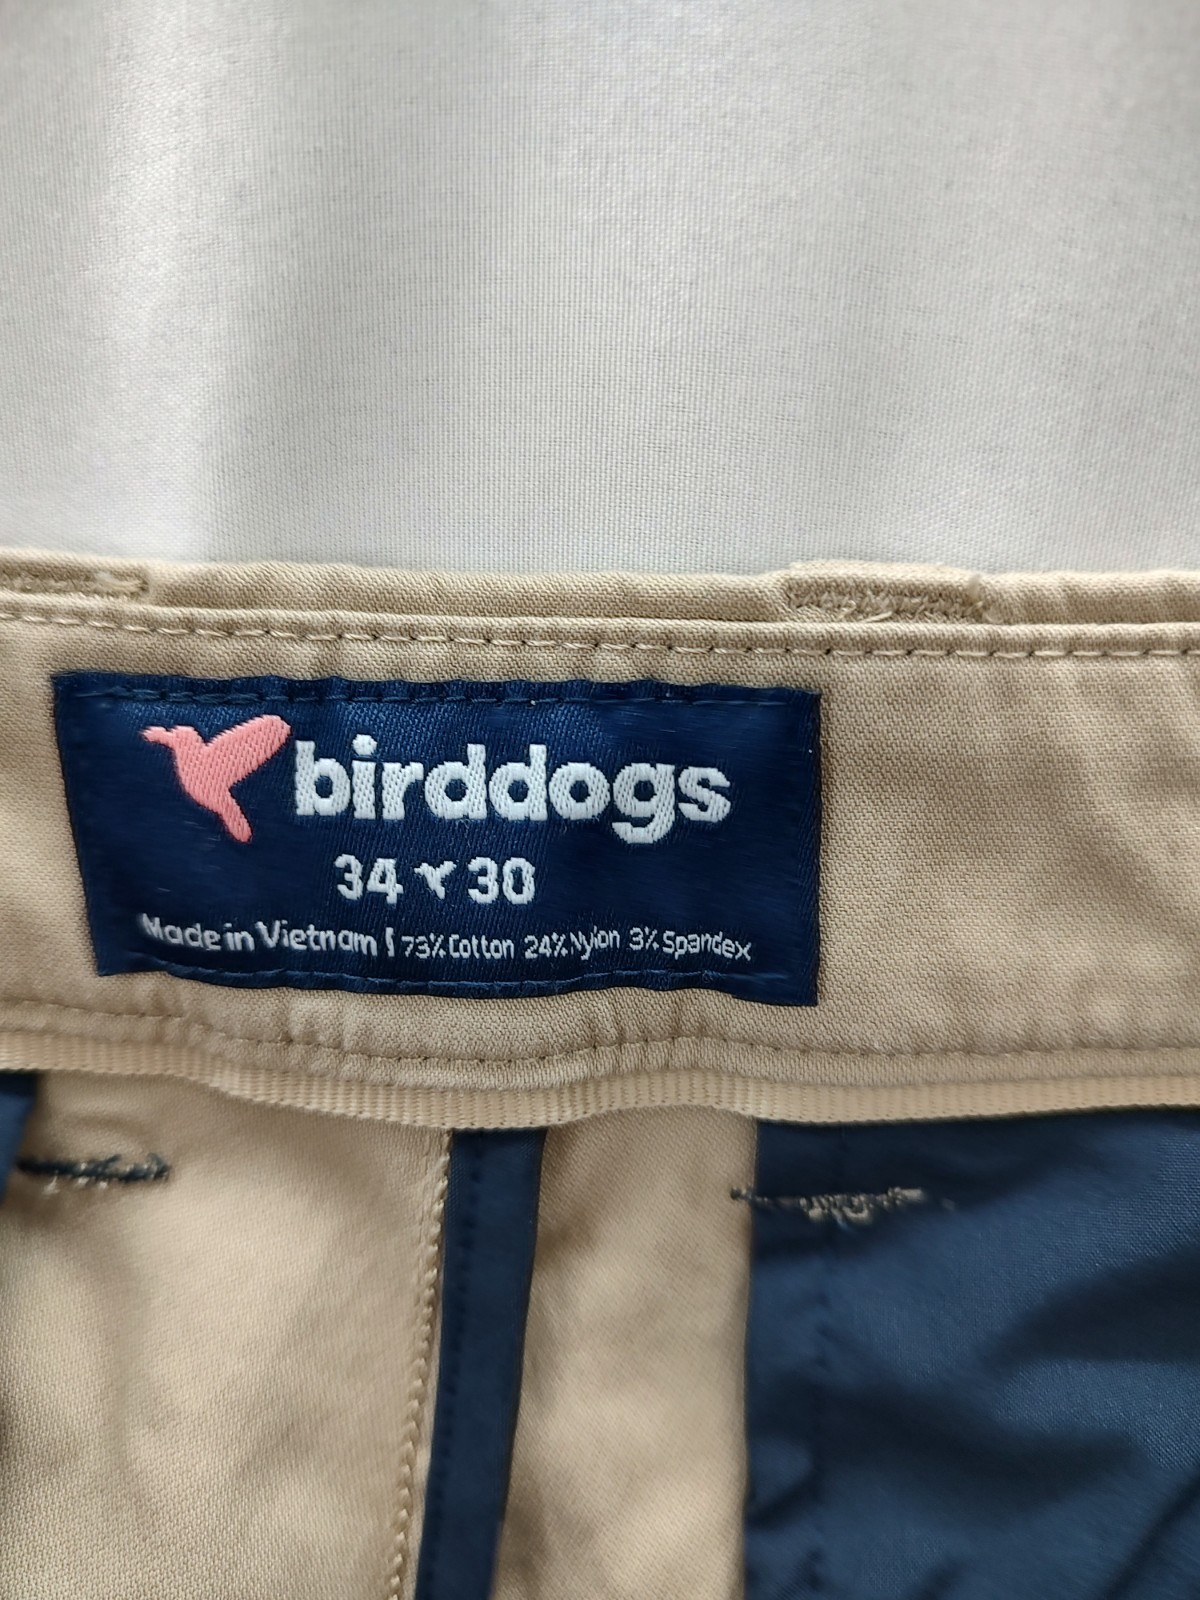 birddogs
34 30
Made in Vietnam | 73% Cotton 24% Nylon 3% Spandex